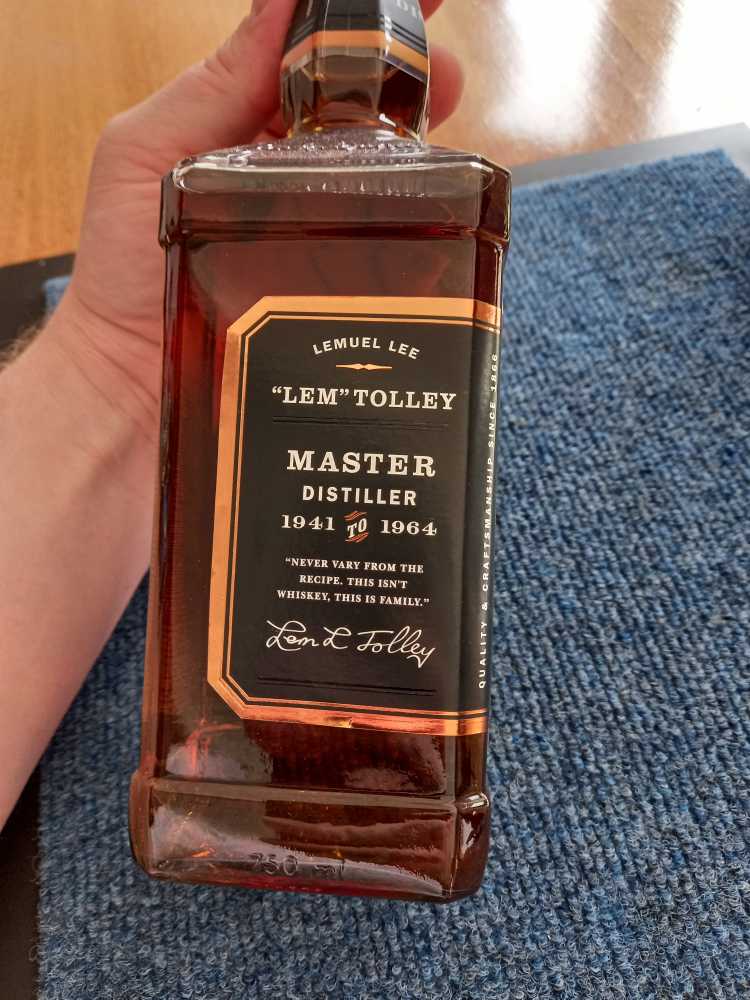 LEMUEL LEE
“LEM” TOLLEY
MASTER
DISTILLER
1941 TO 1964
“NEVER VARY FROM THE
RECIPE. THIS ISN’T
WHISKEY, THIS IS FAMILY.”
Lem L Tolley
QUALITY & CRAFTSMANSHIP SINCE 1866
750 ml